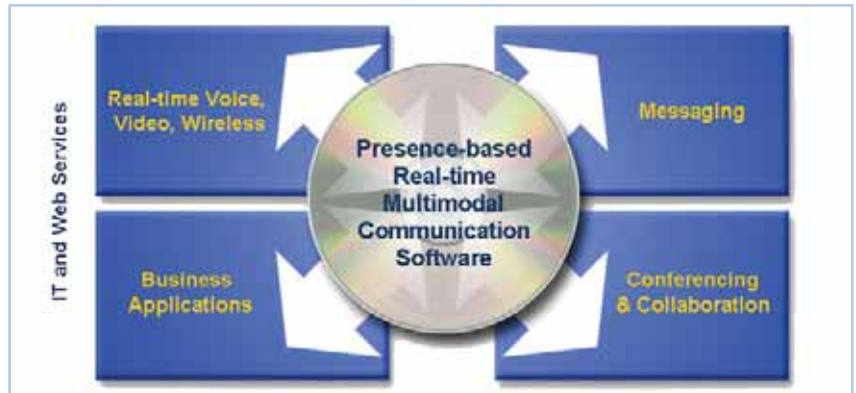 IT and Web Services
Real-time Voice,
Video, Wireless
Messaging
Presence-based
Real-time
Multimodal
Communication
Software
Business
Applications
Conferencing
& Collaboration